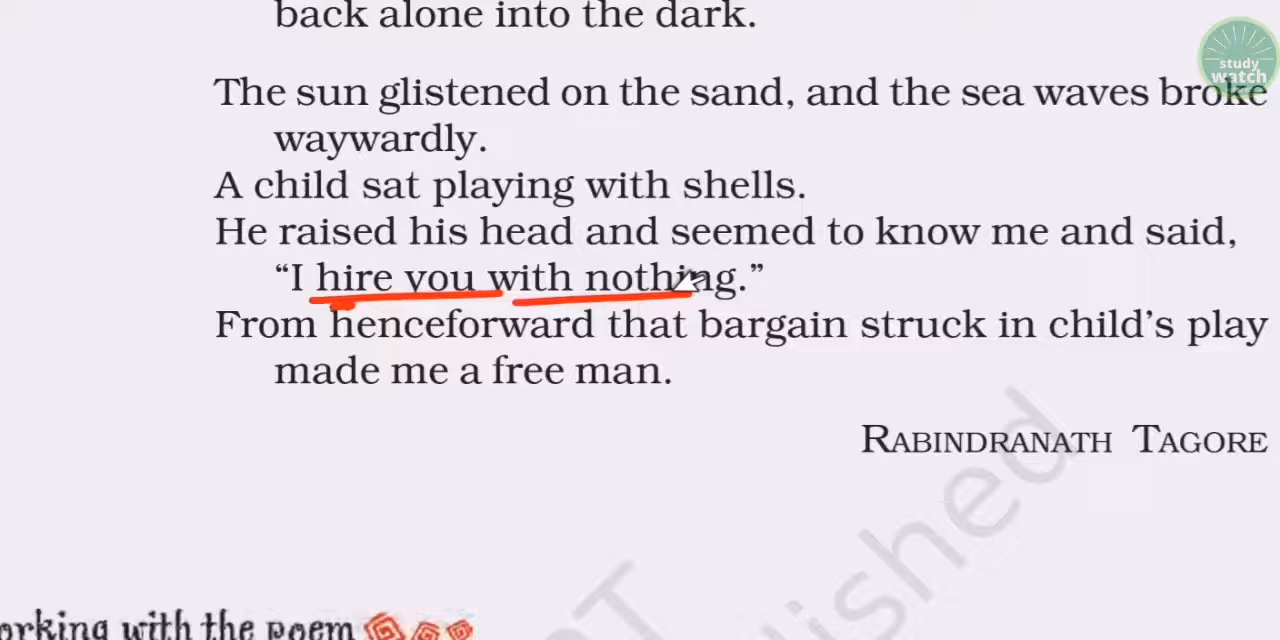 back alone into the dark.
study
watch
The sun glistened on the sand, and the sea waves broke
waywardly.
A child sat playing with shells.
He raised his head and seemed to know me and said,
“I hire you with nothing.”
From henceforward that bargain struck in child’s play
made me a free man.
RABINDRANATH TAGORE
orking with the poem